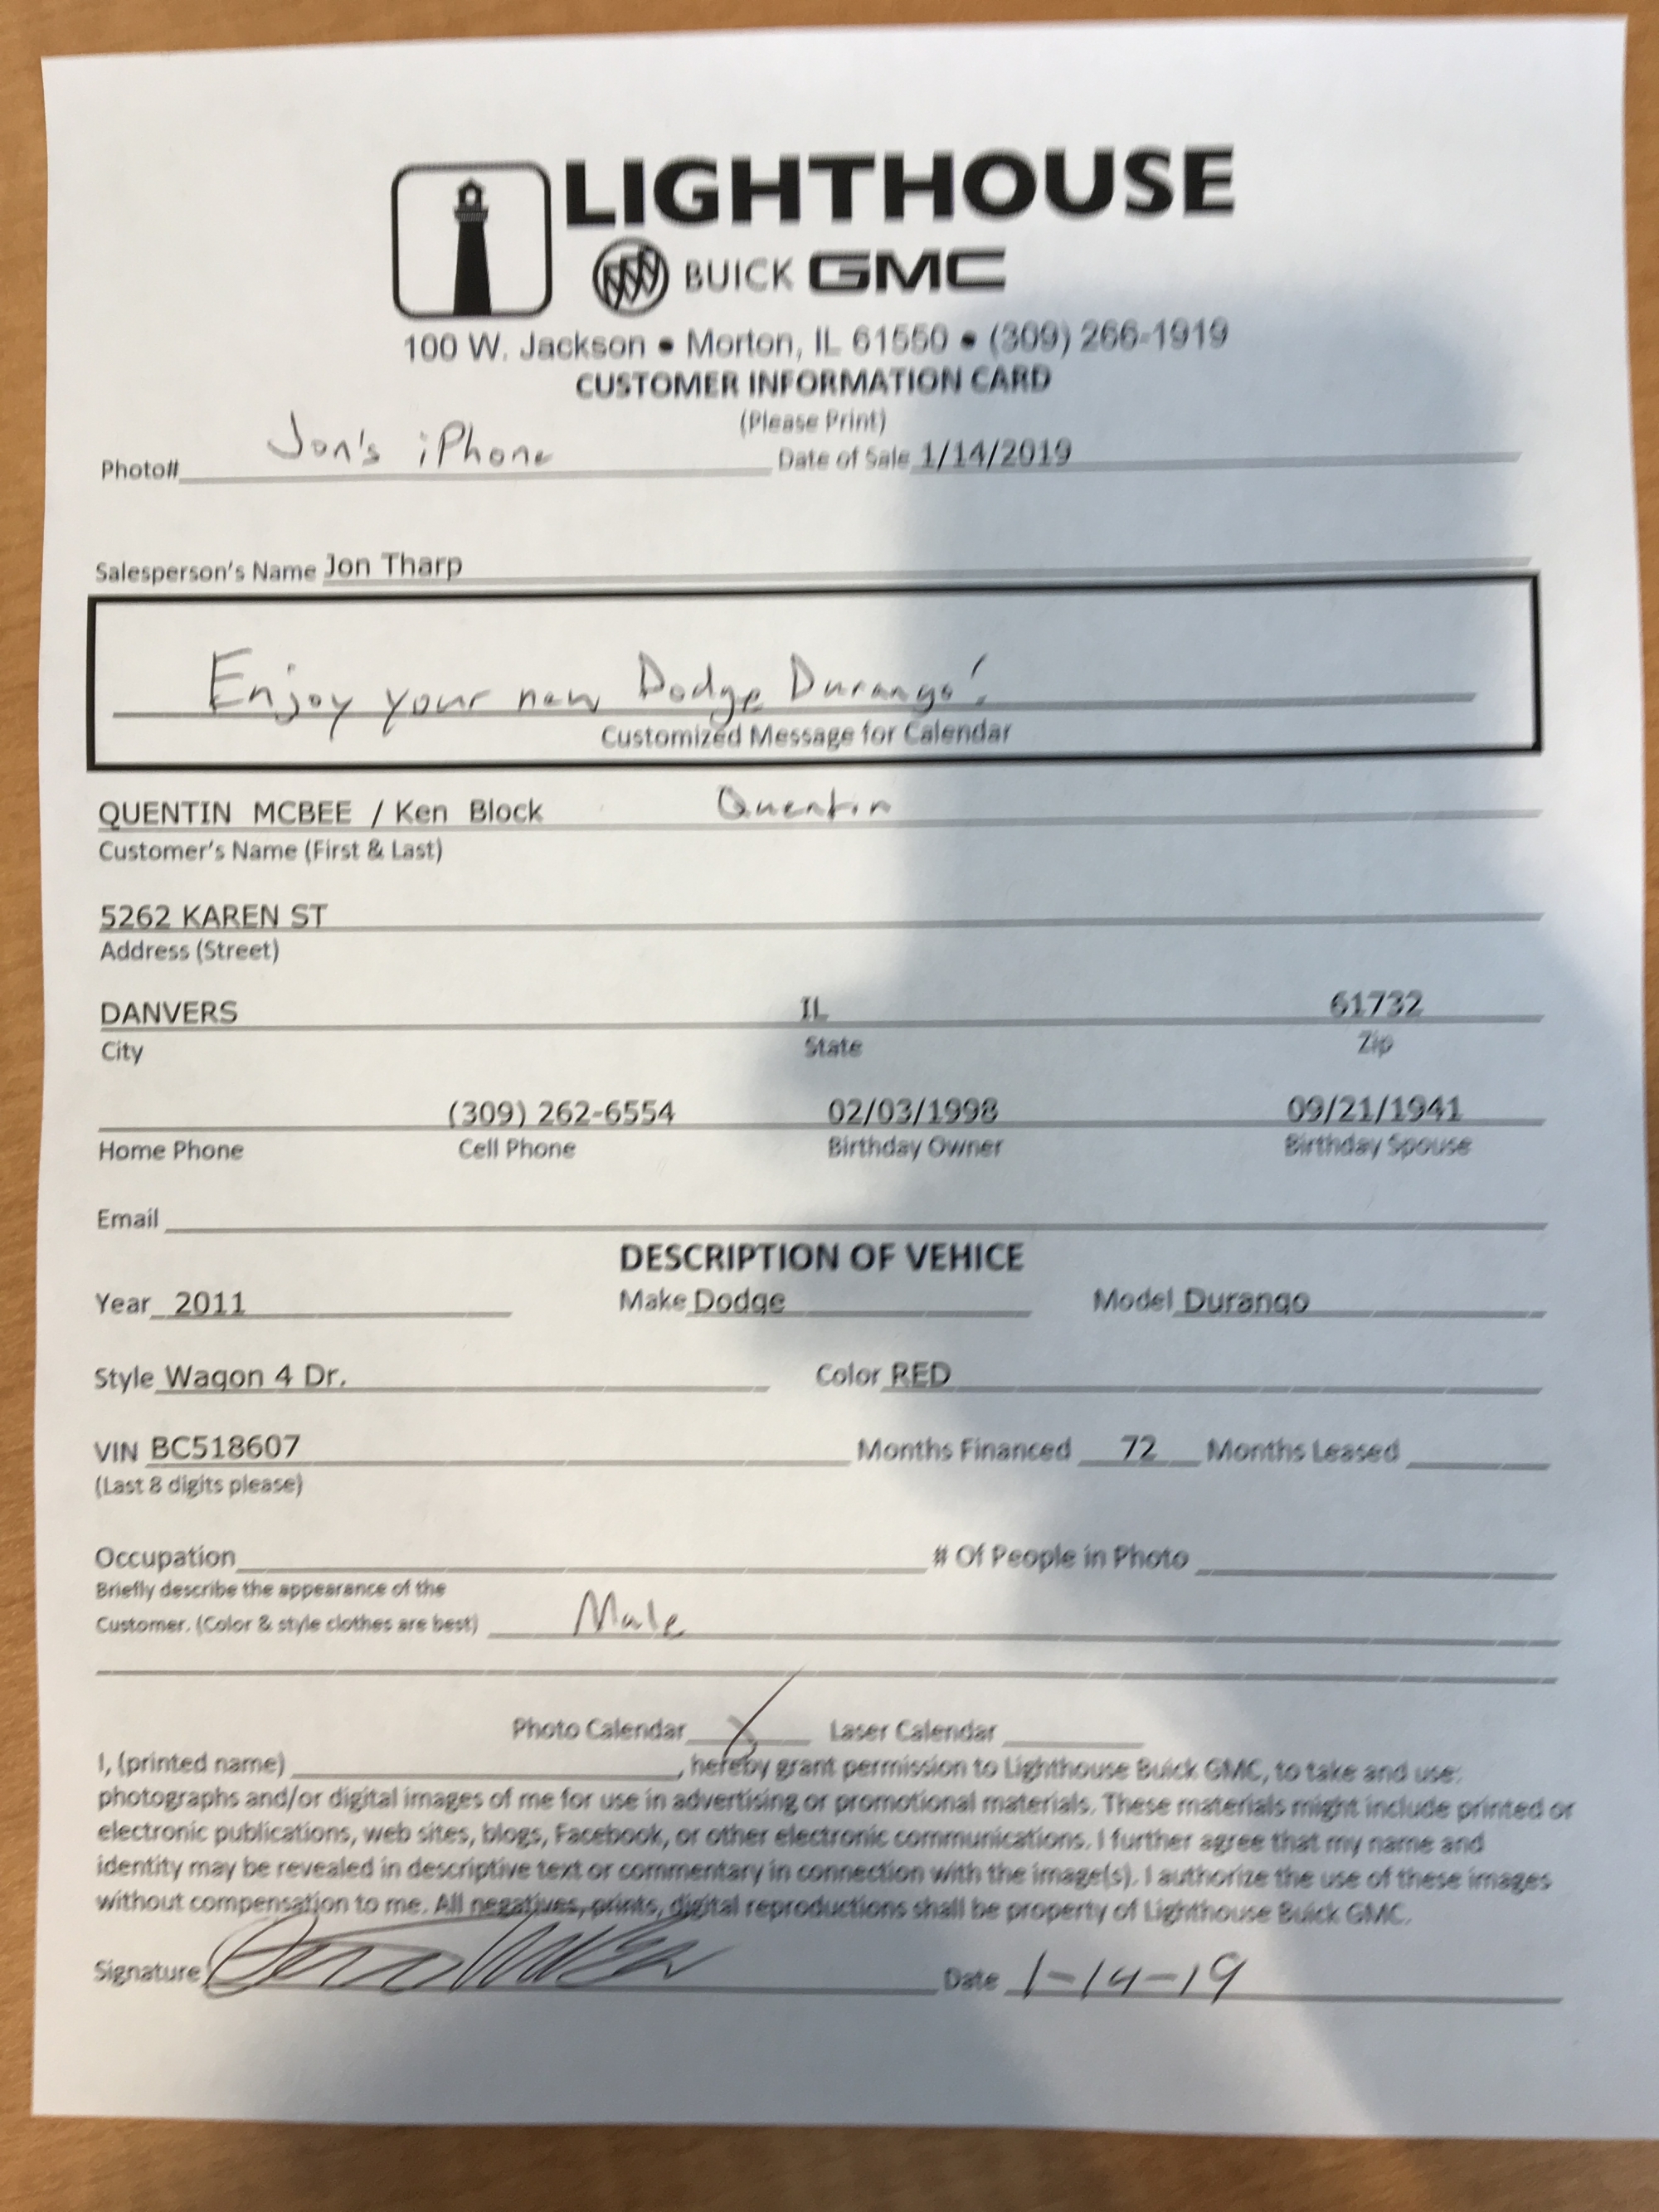 LIGHTHOUSE
BUICK GMC
100 W. Jackson • Morton, IL 61550 • (309) 266-1919
CUSTOMER INFORMATION CARD
(Please Print)
Photo# Jon's iPhone Date of Sale 1/14/2019
Salesperson's Name Jon Tharp
Enjoy your new Dodge Durango!
Customized Message for Calendar
QUENTIN MCBEE / Ken Block Quentin
Customer's Name (First & Last)
5262 KAREN ST
Address (Street)
DANVERS IL 61732
City State Zip
(309) 262-6554 02/03/1998 09/21/1941
Home Phone Cell Phone Birthday Owner Birthday Spouse
Email
DESCRIPTION OF VEHICE
Year 2011 Make Dodge Model Durango
Style Wagon 4 Dr. Color RED
VIN BC518607 Months Financed 72 Months Leased
(Last 8 digits please)
Occupation # Of People in Photo
Briefly describe the appearance of the
Customer. (Color & style clothes are best) Male
Photo Calendar X Laser Calendar
I, (printed name) , hereby grant permission to Lighthouse Buick GMC, to take and use
photographs and/or digital images of me for use in advertising or promotional materials. These materials might include printed or
electronic publications, web sites, blogs, Facebook, or other electronic communications. I further agree that my name and
identity may be revealed in descriptive text or commentary in connection with the image(s). I authorize the use of these images
without compensation to me. All negatives, prints, digital reproductions shall be property of Lighthouse Buick GMC.
Signature Date 1-14-19